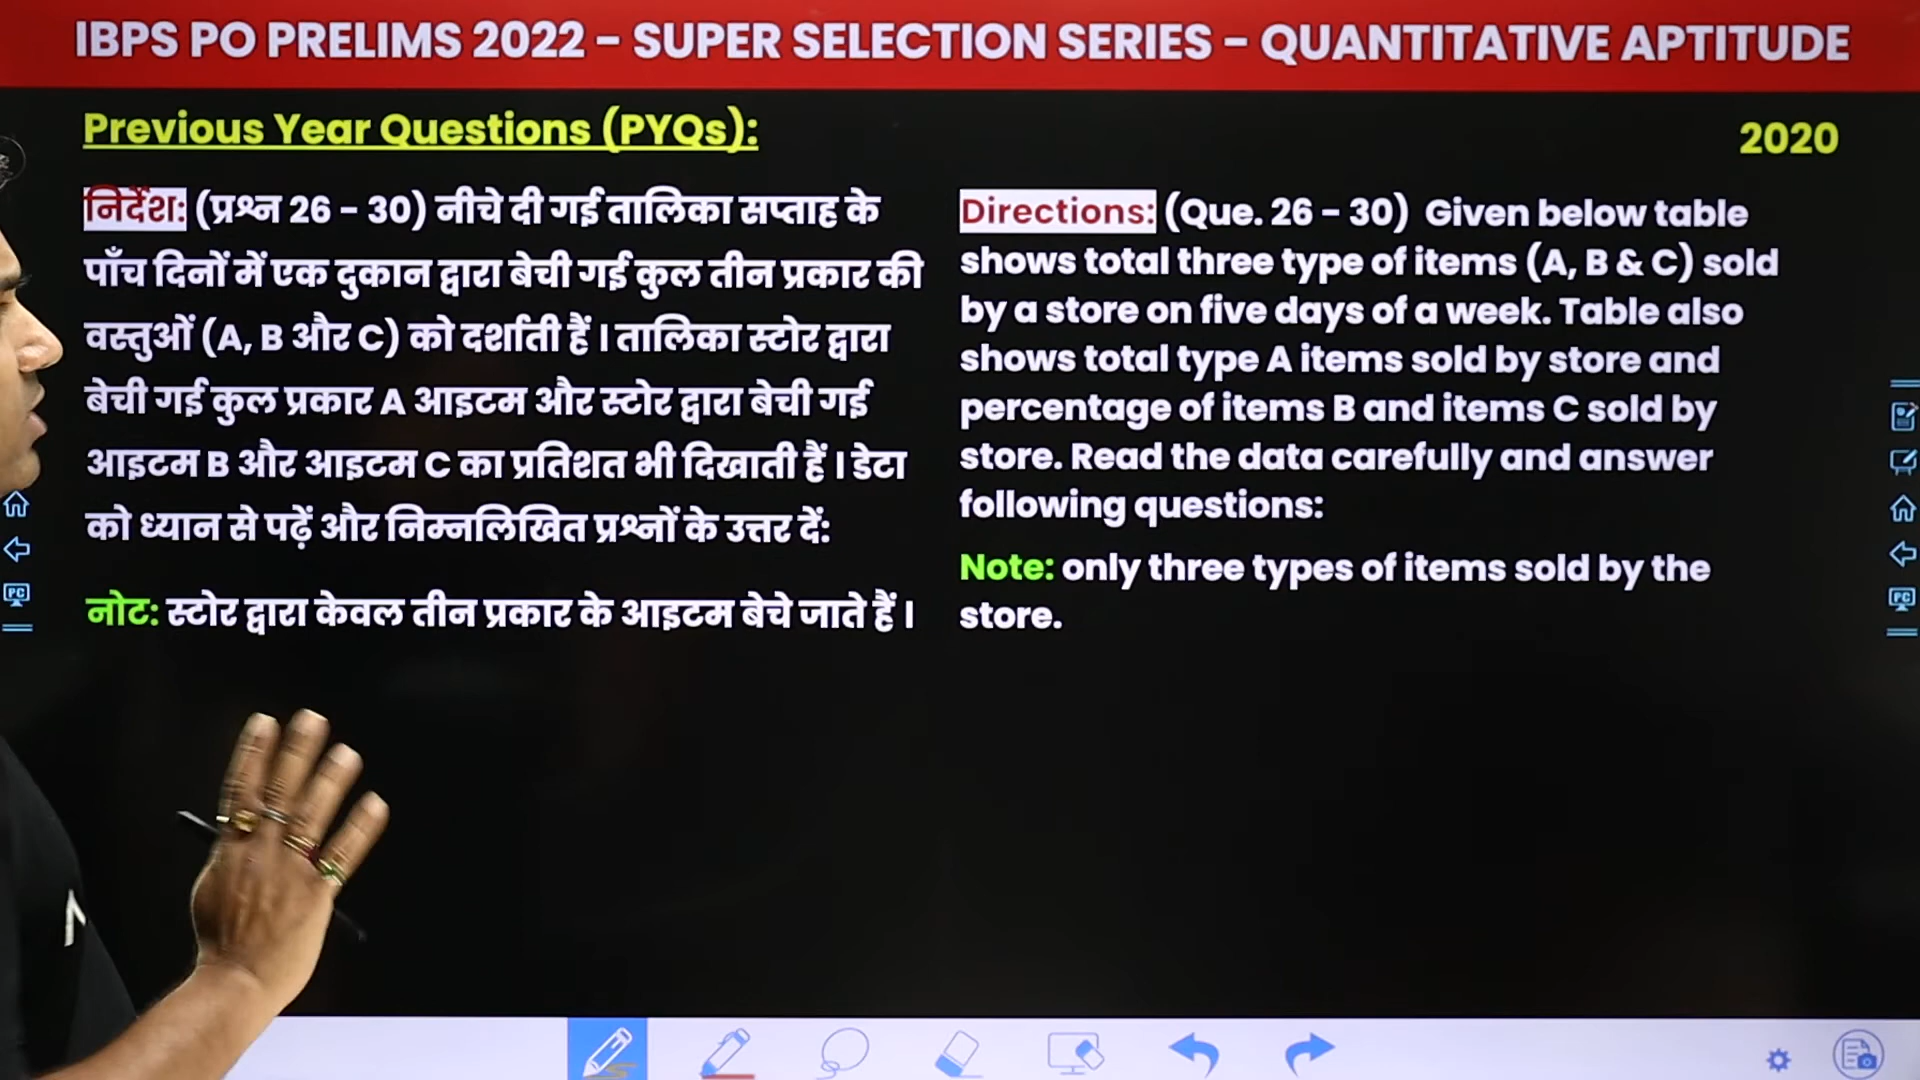 IBPS PO PRELIMS 2022 - SUPER SELECTION SERIES - QUANTITATIVE APTITUDE
Previous Year Questions (PYQs):
2020
निर्देश: (प्रश्न 26 - 30) नीचे दी गई तालिका सप्ताह के
पाँच दिनों में एक दुकान द्वारा बेची गई कुल तीन प्रकार की
वस्तुओं (A, B और C) को दर्शाती हैं । तालिका स्टोर द्वारा
बेची गई कुल प्रकार A आइटम और स्टोर द्वारा बेची गई
आइटम B और आइटम C का प्रतिशत भी दिखाती हैं । डेटा
को ध्यान से पढ़ें और निम्नलिखित प्रश्नों के उत्तर दें:
नोट: स्टोर द्वारा केवल तीन प्रकार के आइटम बेचे जाते हैं ।
Directions: (Que. 26 - 30) Given below table
shows total three type of items (A, B & C) sold
by a store on five days of a week. Table also
shows total type A items sold by store and
percentage of items B and items C sold by
store. Read the data carefully and answer
following questions:
Note: only three types of items sold by the
store.
PC
PC